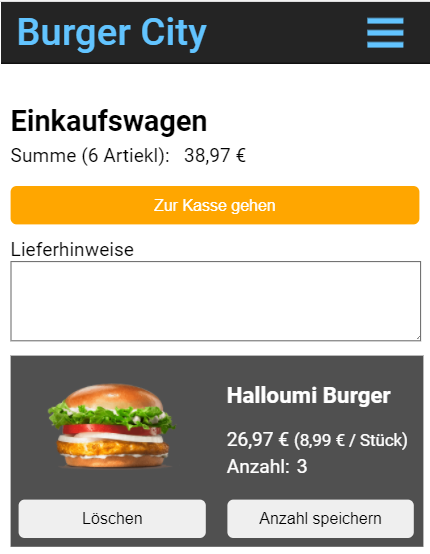 Burger City
Einkaufswagen
Summe (6 Artiekl): 38,97 €
Zur Kasse gehen
Lieferhinweise
Halloumi Burger
26,97 € (8,99 € / Stück)
Anzahl: 3
Löschen
Anzahl speichern